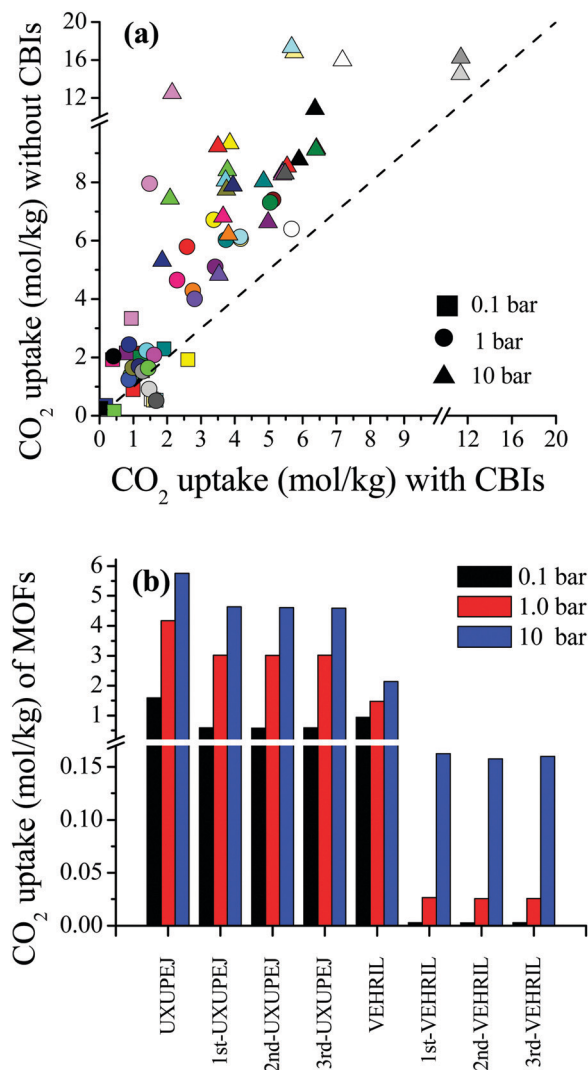 (a)
CO2 uptake (mol/kg) without CBIs
20
16
12
8
6
4
2
0
0.1 bar
1 bar
10 bar
0 1 2 3 4 5 6 7 8 9 12 16 20
CO2 uptake (mol/kg) with CBIs
(b)
CO2 uptake (mol/kg) of MOFs
6
5
4
3
2
1
0.15
0.10
0.05
0.00
0.1 bar
1.0 bar
10 bar
UXUPEJ
1st-UXUPEJ
2nd-UXUPEJ
3rd-UXUPEJ
VEHRIL
1st-VEHRIL
2nd-VEHRIL
3rd-VEHRIL